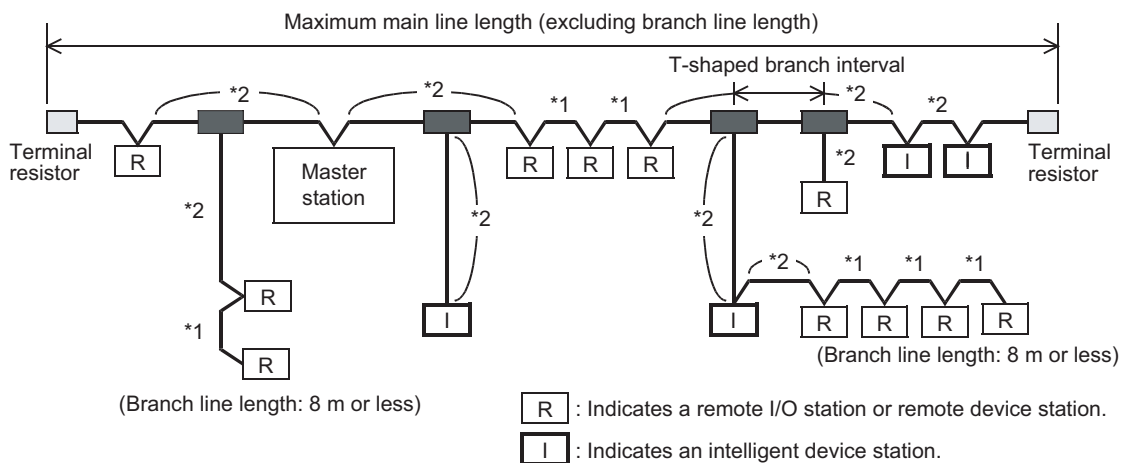 Maximum main line length (excluding branch line length)
T-shaped branch interval
*2
*2
*1
*1
*2
*2
Terminal
resistor
R
Master
station
R
R
R
*2
R
I
I
Terminal
resistor
*2
*2
*2
R
*1
R
I
I
*2
*1
*1
*1
R
R
R
R
(Branch line length: 8 m or less)
(Branch line length: 8 m or less)
R : Indicates a remote I/O station or remote device station.
I : Indicates an intelligent device station.